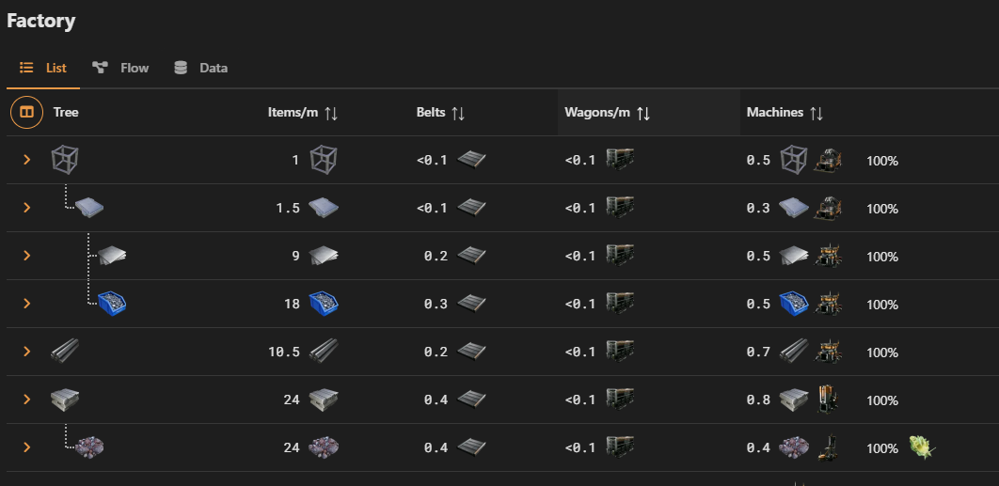 Factory
List Flow Data
Tree Items/m Belts Wagons/m Machines
1 <0.1 <0.1 0.5 100%
1.5 <0.1 <0.1 0.3 100%
9 0.2 <0.1 0.5 100%
18 0.3 <0.1 0.5 100%
10.5 0.2 <0.1 0.7 100%
24 0.4 <0.1 0.8 100%
24 0.4 <0.1 0.4 100%